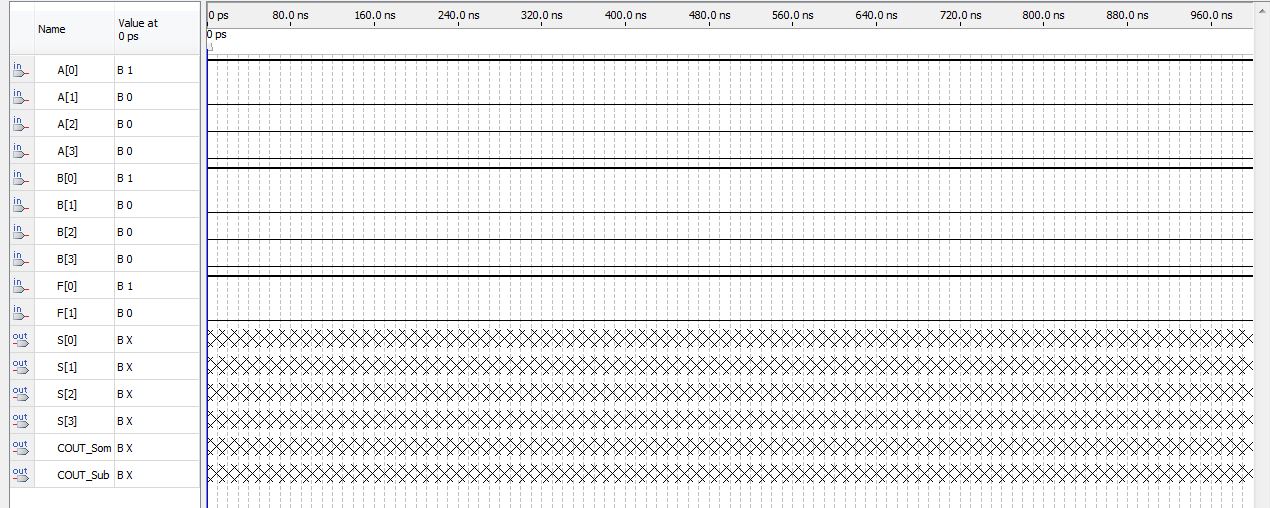 0 ps 80.0 ns 160.0 ns 240.0 ns 320.0 ns 400.0 ns 480.0 ns 560.0 ns 640.0 ns 720.0 ns 800.0 ns 880.0 ns 960.0 ns
Name Value at
0 ps
0 ps
in A[0] B 1
in A[1] B 0
in A[2] B 0
in A[3] B 0
in B[0] B 1
in B[1] B 0
in B[2] B 0
in B[3] B 0
in F[0] B 1
in F[1] B 0
out S[0] B X
out S[1] B X
out S[2] B X
out S[3] B X
out COUT_Som B X
out COUT_Sub B X